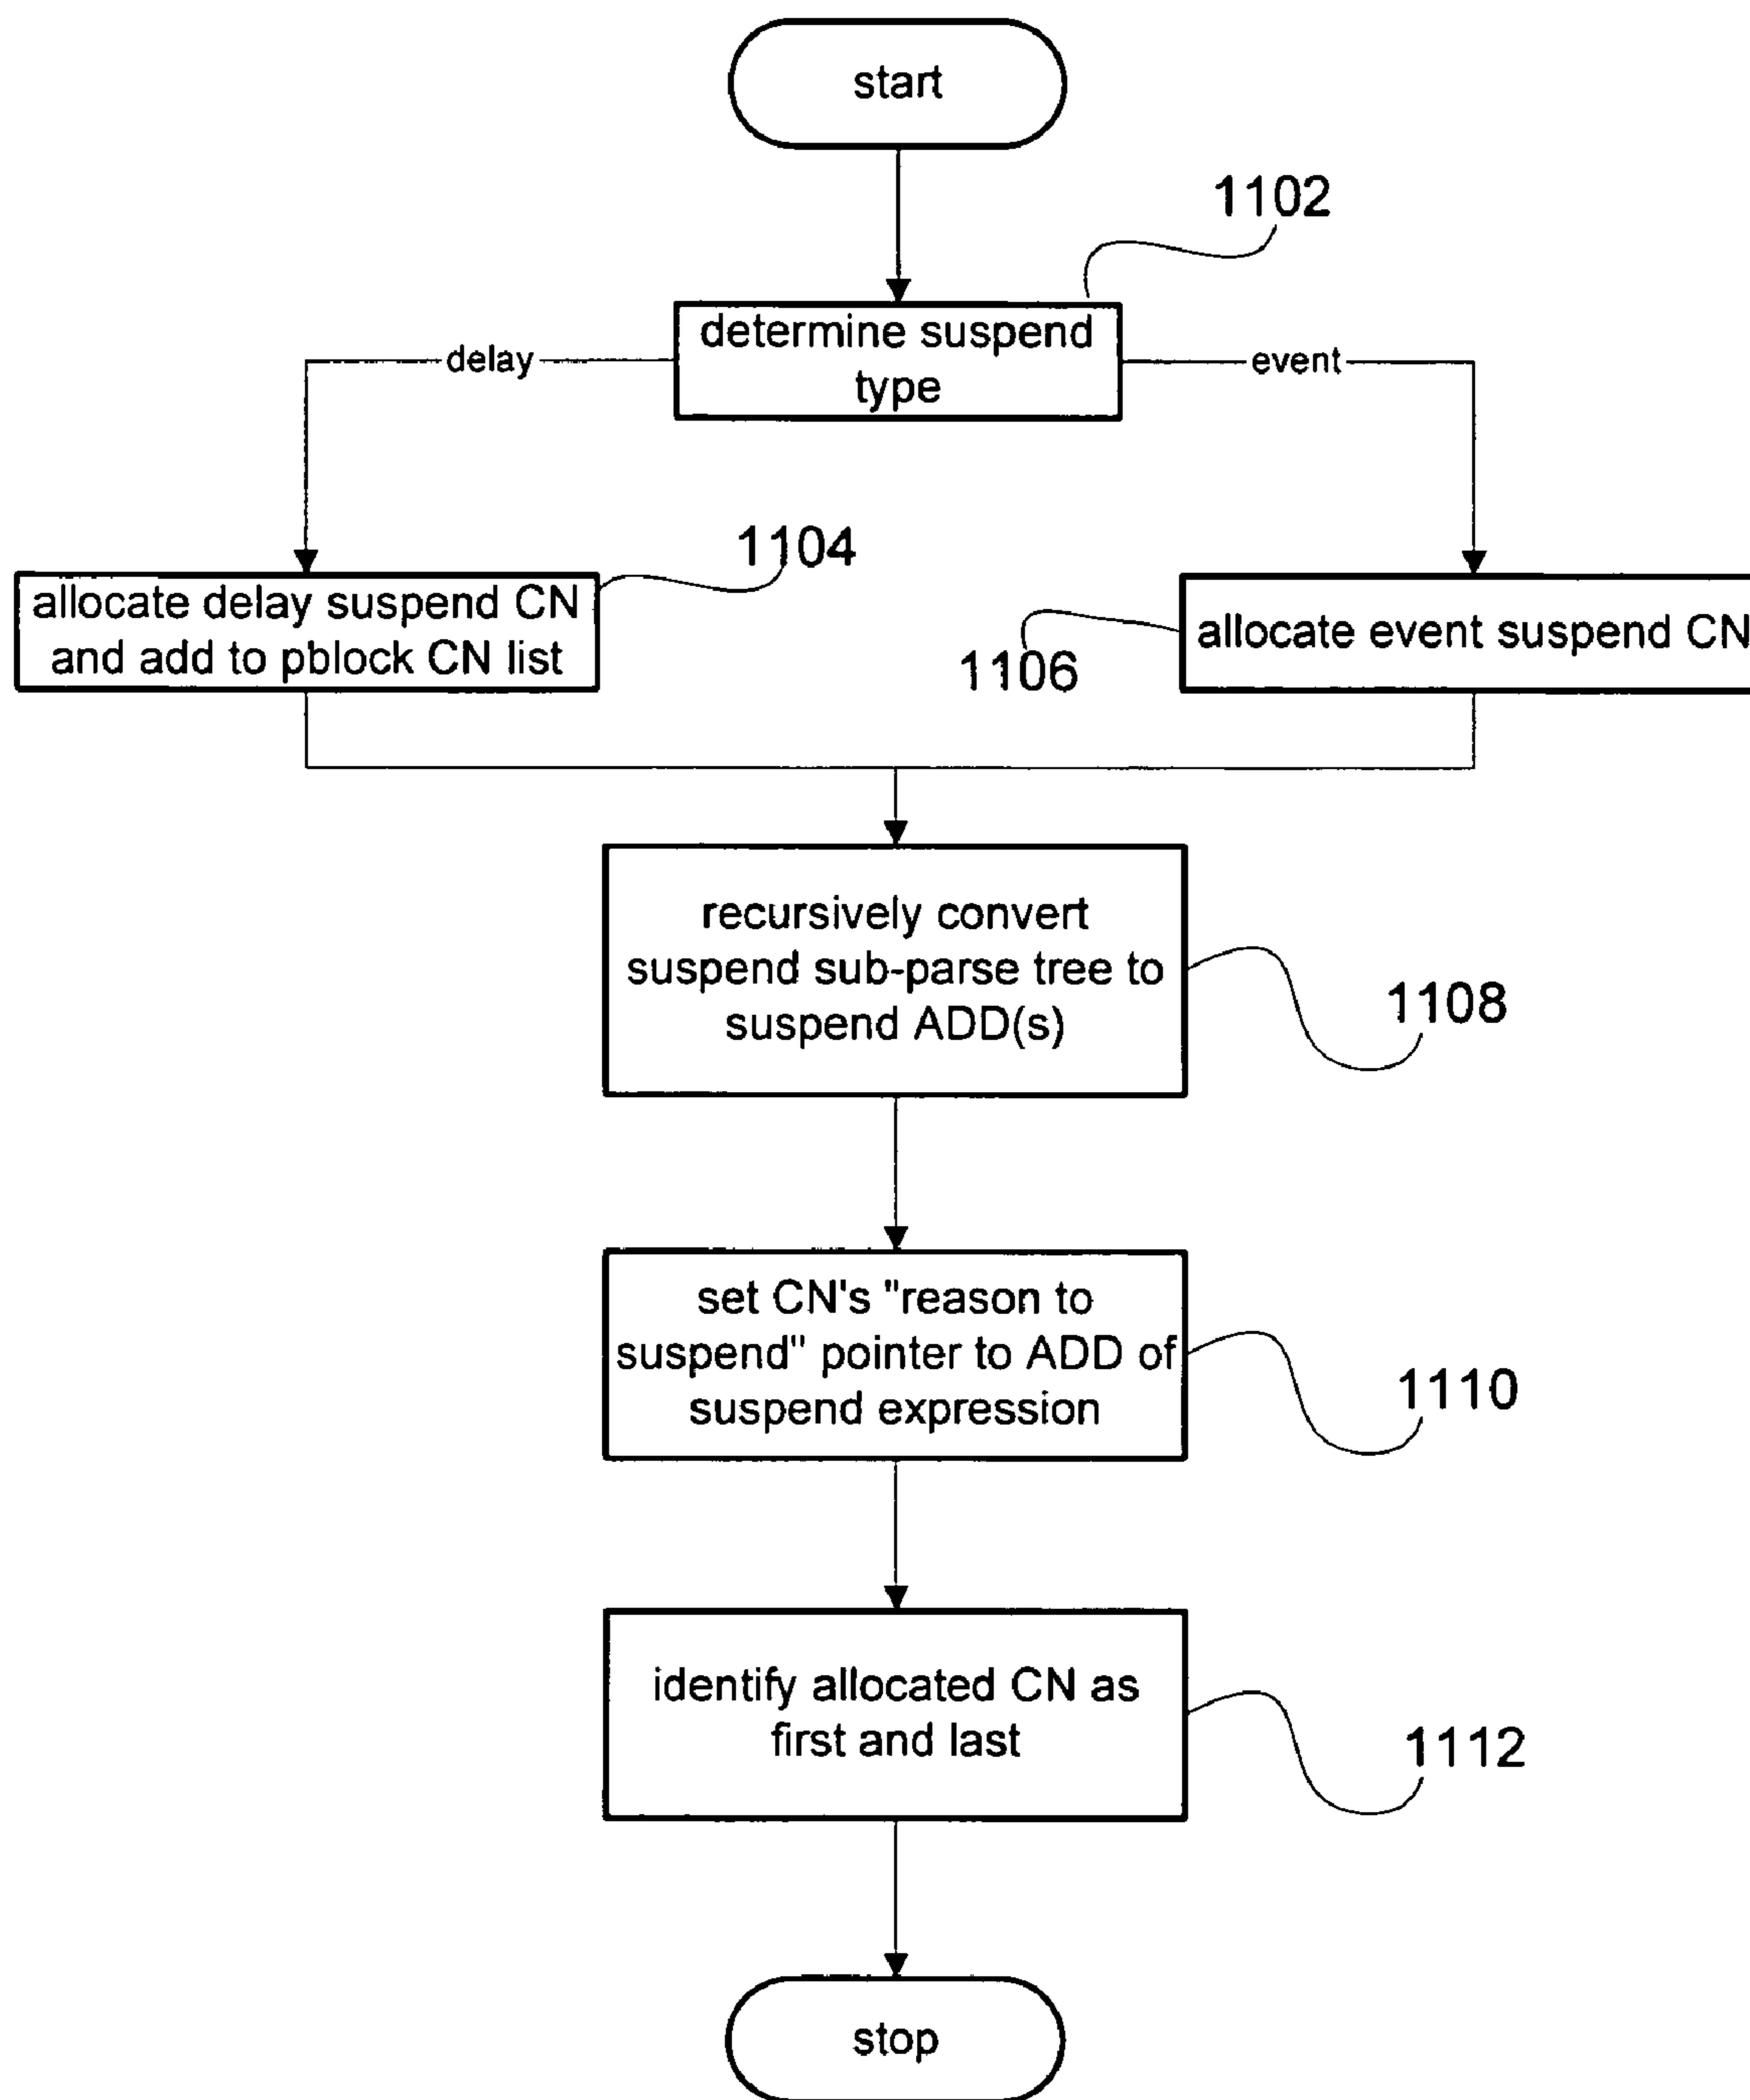 start
1102
determine suspend
type
delay
event
1104
allocate delay suspend CN
and add to pblock CN list
1106
allocate event suspend CN
recursively convert
suspend sub-parse tree to
suspend ADD(s)
1108
set CN's "reason to
suspend" pointer to ADD of
suspend expression
1110
identify allocated CN as
first and last
1112
stop